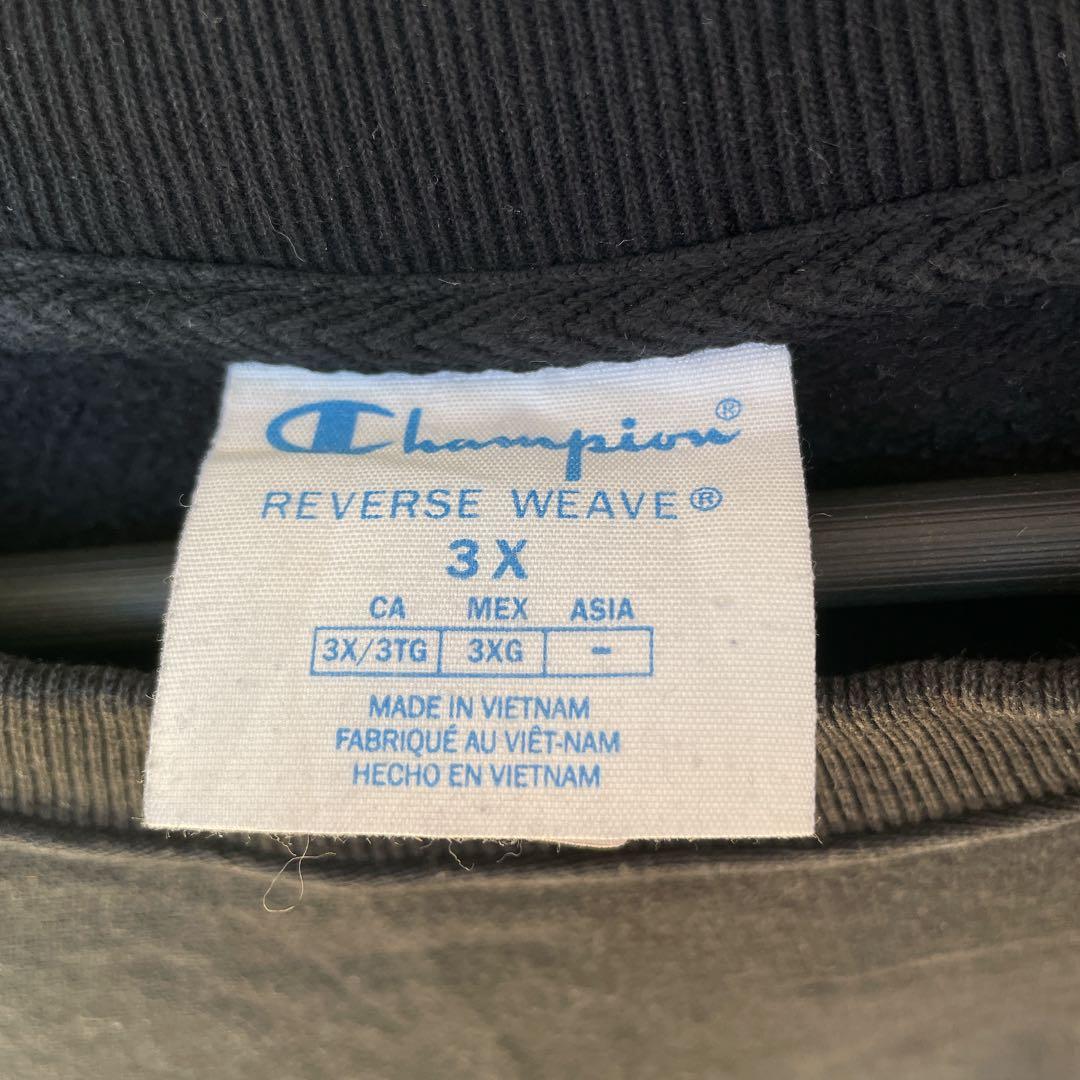 Champion®
REVERSE WEAVE®
3X
CA MEX ASIA
3X/3TG 3XG -
MADE IN VIETNAM
FABRIQUÉ AU VIÊT-NAM
HECHO EN VIETNAM